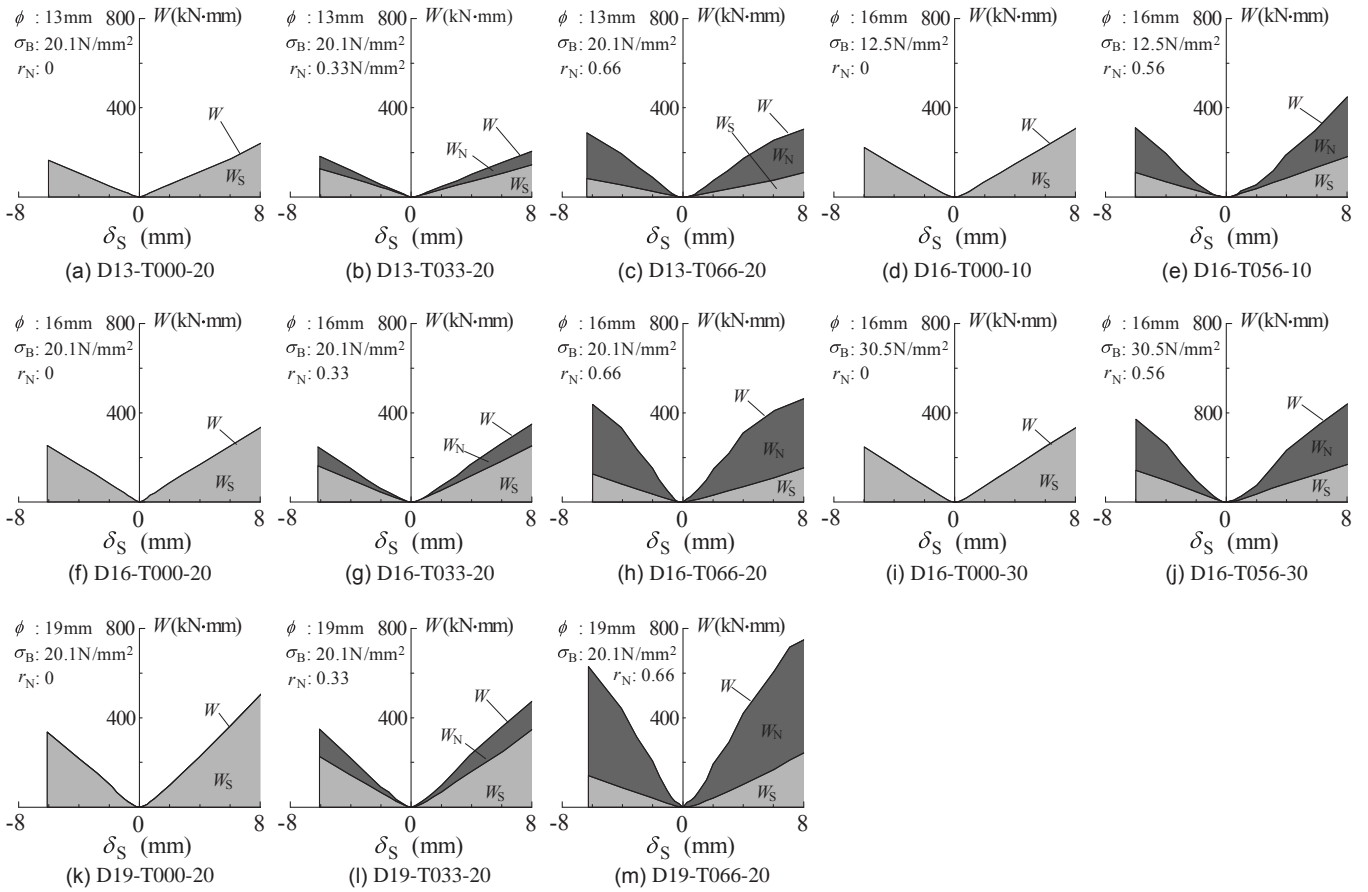 φ : 13mm 800 W(kN·mm)
σB: 20.1N/mm²
rN: 0
400
W
WS
-8 0 8
δS (mm)
(a) D13-T000-20
φ : 13mm 800 W(kN·mm)
σB: 20.1N/mm²
rN: 0.33N/mm²
400
W
WN
WS
-8 0 8
δS (mm)
(b) D13-T033-20
φ : 13mm 800 W(kN·mm)
σB: 20.1N/mm²
rN: 0.66
400
WS W
WN
-8 0 8
δS (mm)
(c) D13-T066-20
φ : 16mm 800 W(kN·mm)
σB: 12.5N/mm²
rN: 0
400
W
WS
-8 0 8
δS (mm)
(d) D16-T000-10
φ : 16mm 800 W(kN·mm)
σB: 12.5N/mm²
rN: 0.56
400
W
WN
WS
-8 0 8
δS (mm)
(e) D16-T056-10
φ : 16mm 800 W(kN·mm)
σB: 20.1N/mm²
rN: 0
400
W
WS
-8 0 8
δS (mm)
(f) D16-T000-20
φ : 16mm 800 W(kN·mm)
σB: 20.1N/mm²
rN: 0.33
400
W
WN
WS
-8 0 8
δS (mm)
(g) D16-T033-20
φ : 16mm 800 W(kN·mm)
σB: 20.1N/mm²
rN: 0.66
400
W
WN
WS
-8 0 8
δS (mm)
(h) D16-T066-20
φ : 16mm 800 W(kN·mm)
σB: 30.5N/mm²
rN: 0
400
W
WS
-8 0 8
δS (mm)
(i) D16-T000-30
φ : 16mm 800 W(kN·mm)
σB: 30.5N/mm²
rN: 0.56
800
W
WN
WS
-8 0 8
δS (mm)
(j) D16-T056-30
φ : 19mm 800 W(kN·mm)
σB: 20.1N/mm²
rN: 0
400
W
WS
-8 0 8
δS (mm)
(k) D19-T000-20
φ : 19mm 800 W(kN·mm)
σB: 20.1N/mm²
rN: 0.33
400
W
WN
WS
-8 0 8
δS (mm)
(l) D19-T033-20
φ : 19mm 800 W(kN·mm)
σB: 20.1N/mm²
rN: 0.66
400
W
WN
WS
-8 0 8
δS (mm)
(m) D19-T066-20